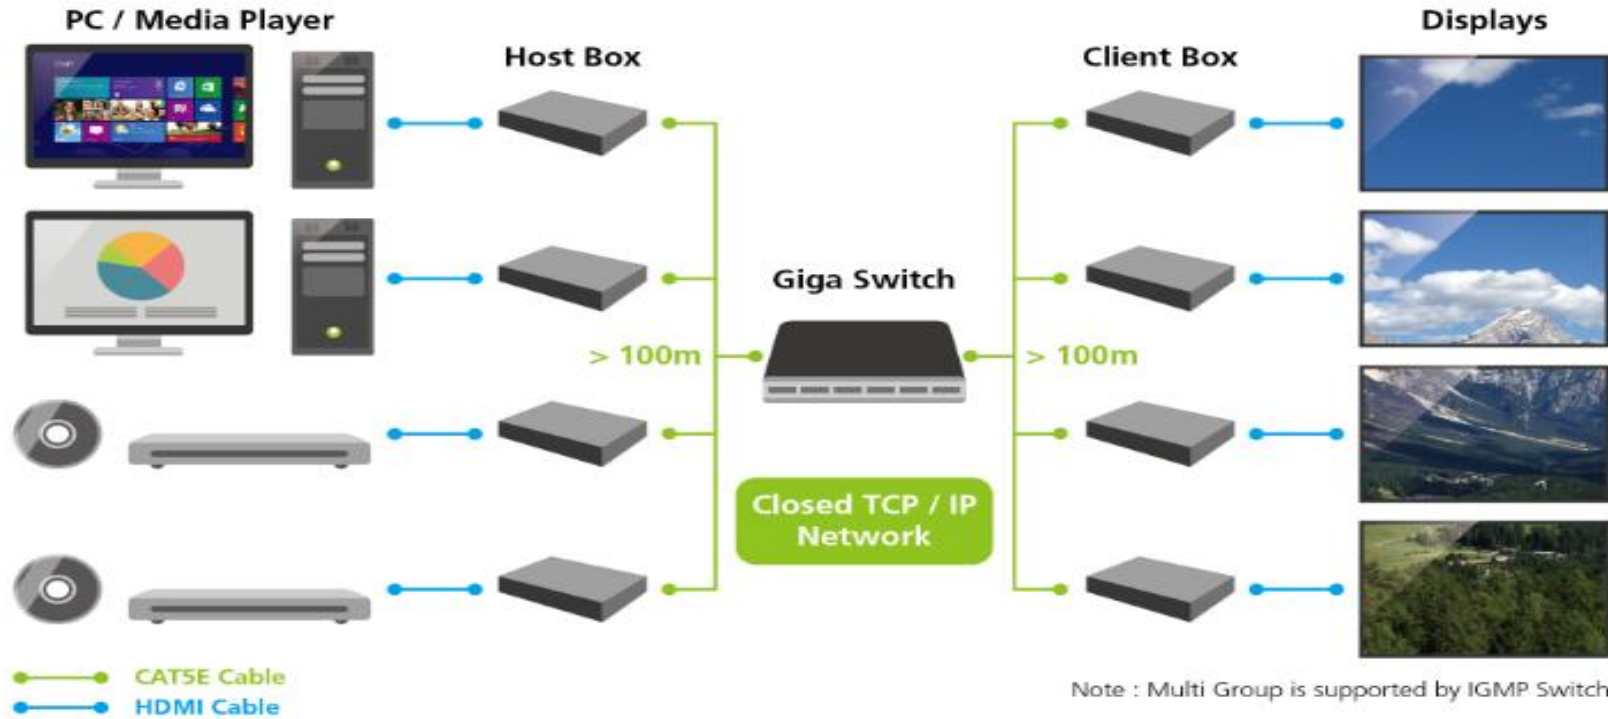 PC / Media Player
Displays
Host Box
Client Box
Giga Switch
> 100m
> 100m
Closed TCP / IP
Network
CAT5E Cable
HDMI Cable
Note : Multi Group is supported by IGMP Switch